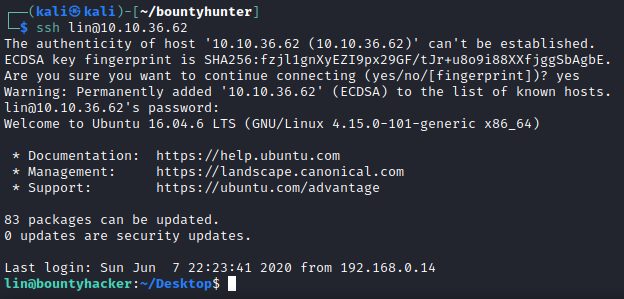 ┌──(kali㉿kali)-[~/bountyhunter]
└─$ ssh lin@10.10.36.62
The authenticity of host '10.10.36.62 (10.10.36.62)' can't be established.
ECDSA key fingerprint is SHA256:fzjl1gnXyEZI9px29GF/tJr+u8o9i88XXfjggSbAgbE.
Are you sure you want to continue connecting (yes/no/[fingerprint])? yes
Warning: Permanently added '10.10.36.62' (ECDSA) to the list of known hosts.
lin@10.10.36.62's password:
Welcome to Ubuntu 16.04.6 LTS (GNU/Linux 4.15.0-101-generic x86_64)
* Documentation: https://help.ubuntu.com
* Management: https://landscape.canonical.com
* Support: https://ubuntu.com/advantage
83 packages can be updated.
0 updates are security updates.
Last login: Sun Jun 7 22:23:41 2020 from 192.168.0.14
lin@bountyhacker:~/Desktop$